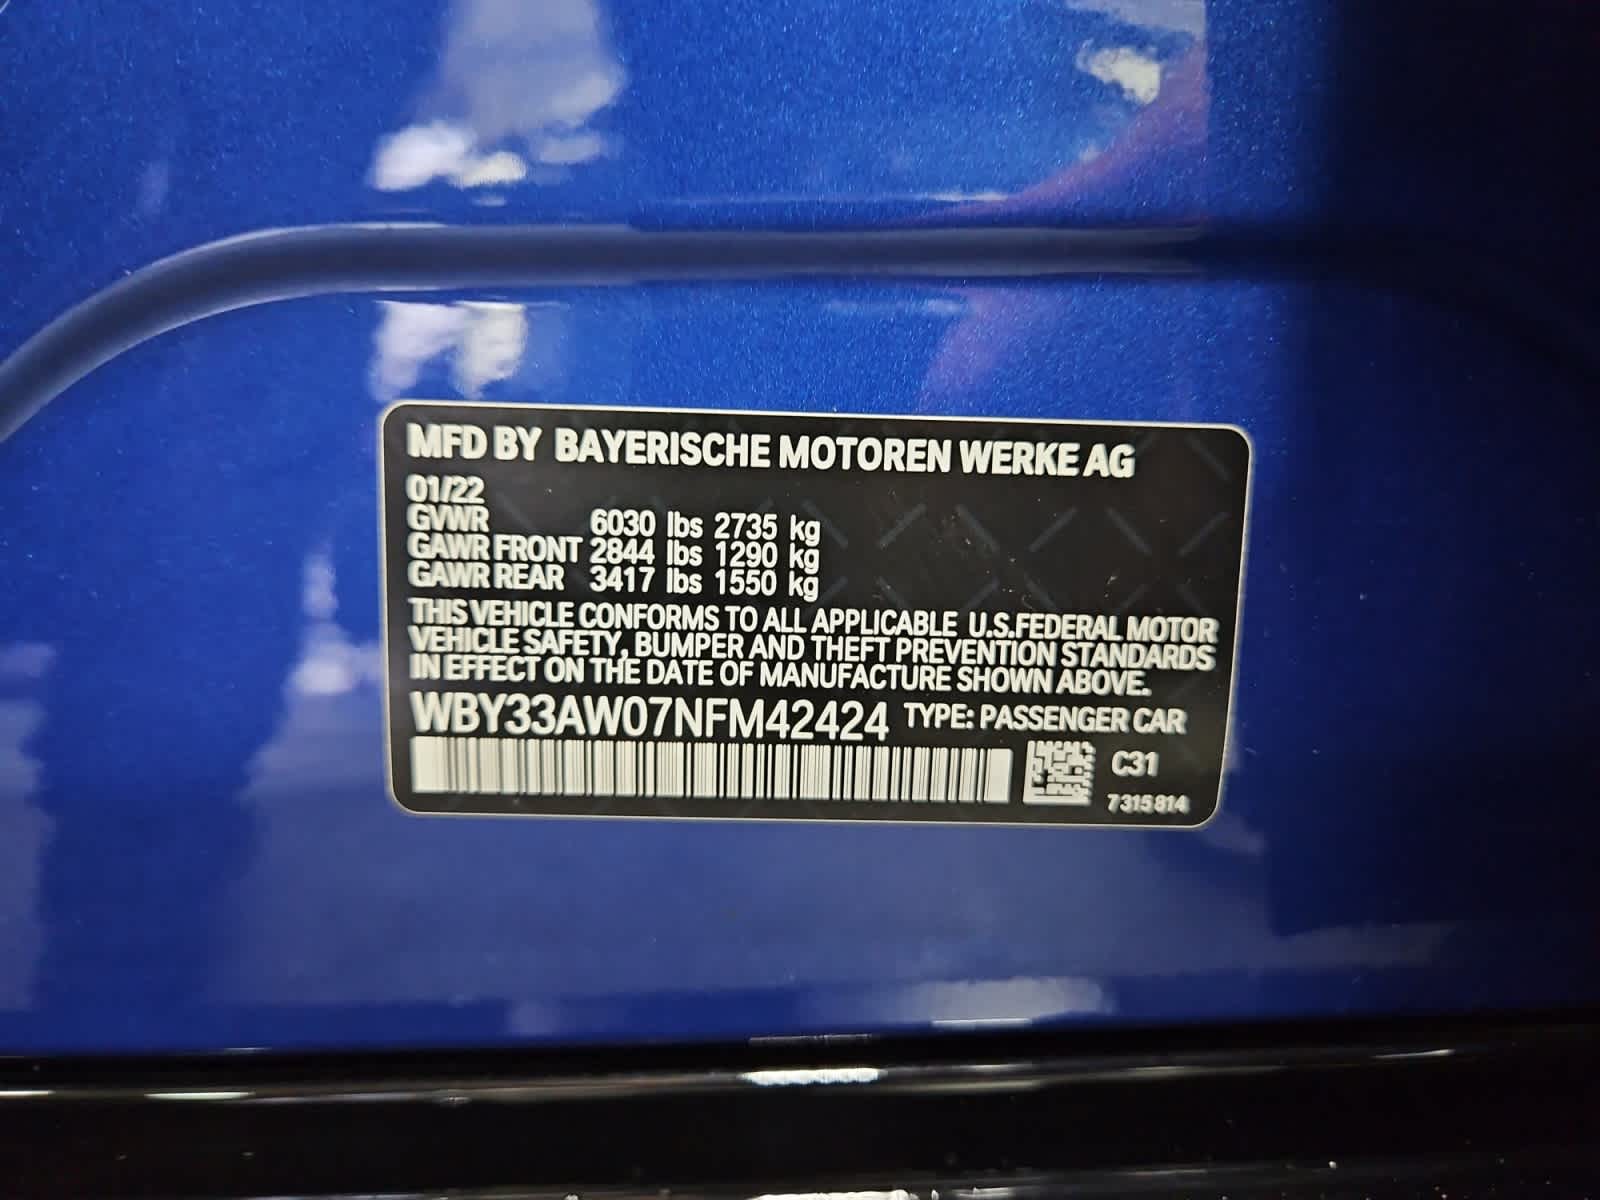 MFD BY BAYERISCHE MOTOREN WERKE AG
01/22
GVWR 6030 lbs 2735 kg
GAWR FRONT 2844 lbs 1290 kg
GAWR REAR 3417 lbs 1550 kg
THIS VEHICLE CONFORMS TO ALL APPLICABLE U.S.FEDERAL MOTOR
VEHICLE SAFETY, BUMPER AND THEFT PREVENTION STANDARDS
IN EFFECT ON THE DATE OF MANUFACTURE SHOWN ABOVE.
WBY33AW07NFM42424 TYPE: PASSENGER CAR
C31
7315814